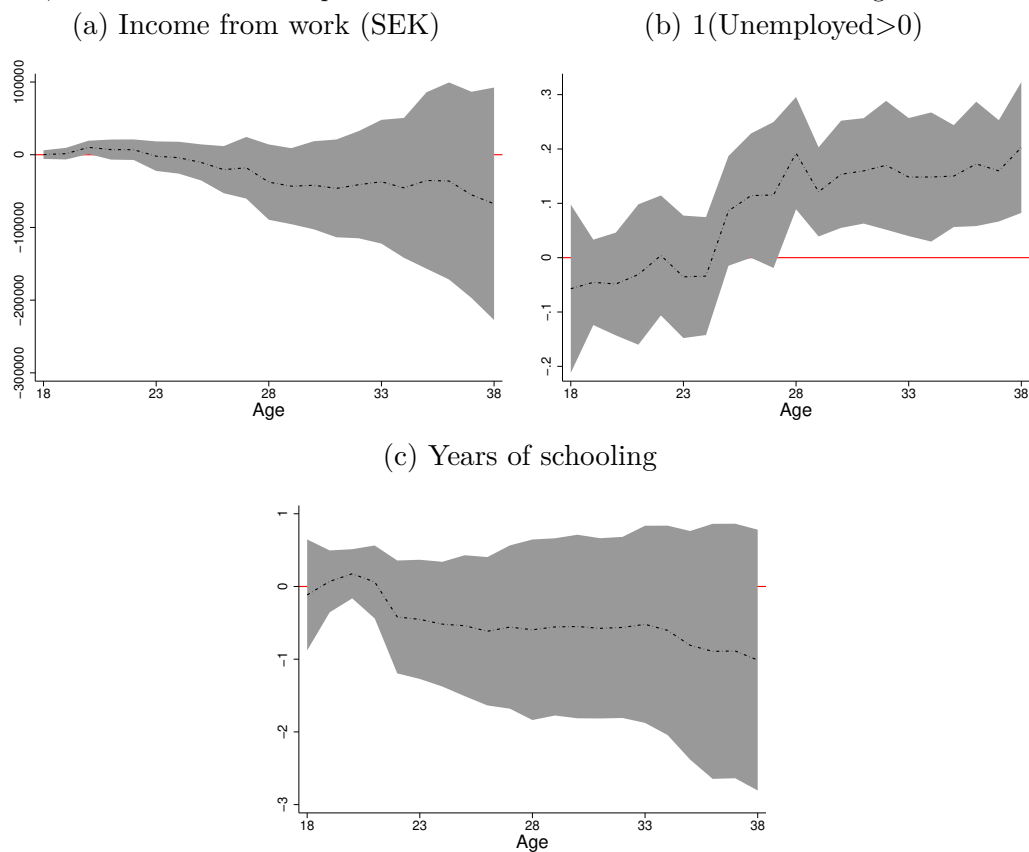 (a) Income from work (SEK)
100000
0
-100000
-200000
-300000
18 23 28 33 38
Age
(b) 1(Unemployed>0)
.3
.2
.1
0
-.1
-.2
18 23 28 33 38
Age
(c) Years of schooling
1
0
-1
-2
-3
18 23 28 33 38
Age